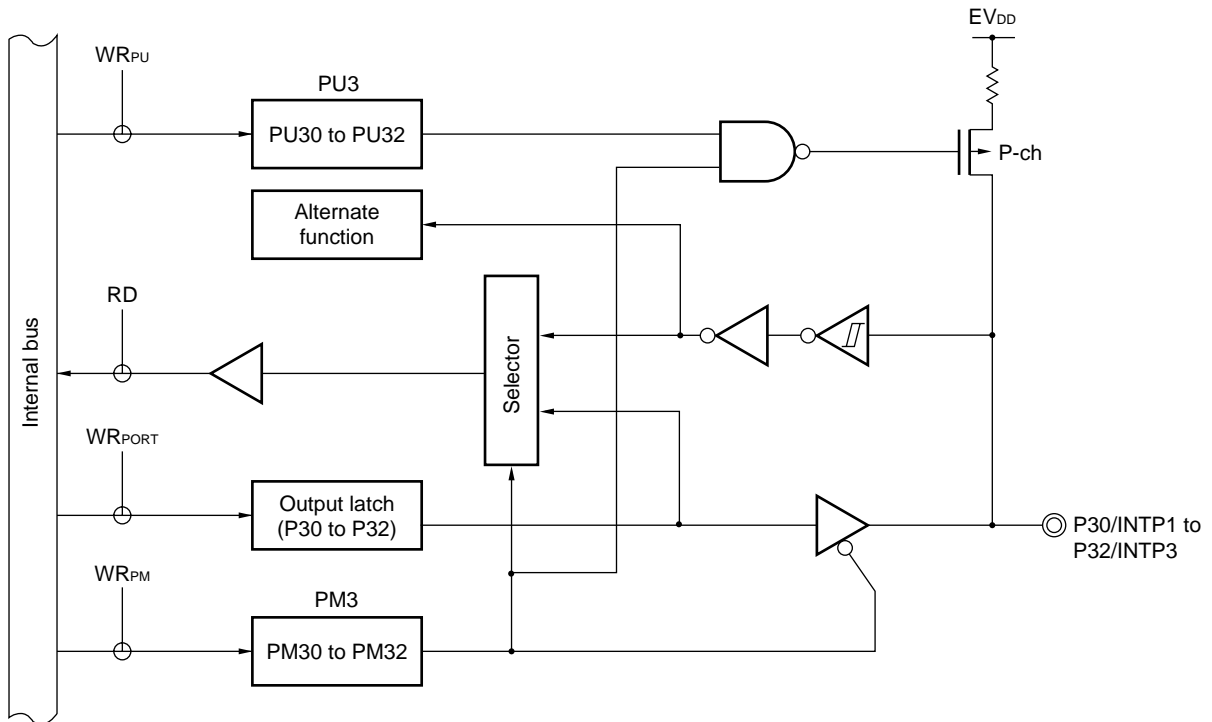 EVDD
WRPU
PU3
PU30 to PU32
P-ch
Alternate
function
RD
Internal bus
Selector
WRPORT
Output latch
(P30 to P32)
P30/INTP1 to
P32/INTP3
WRPM
PM3
PM30 to PM32